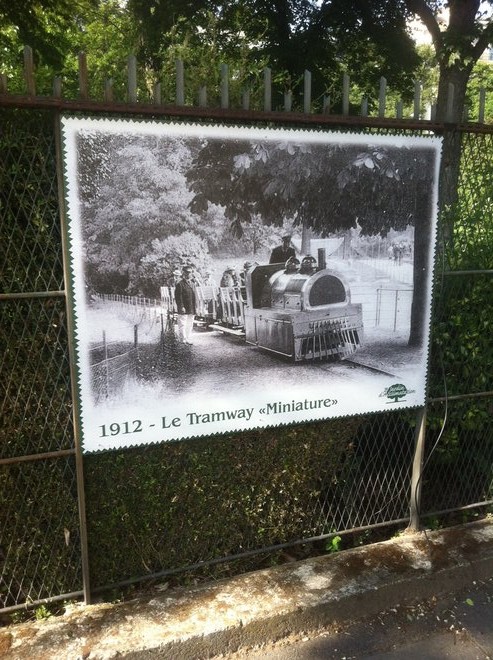 1912 - Le Tramway «Miniature»